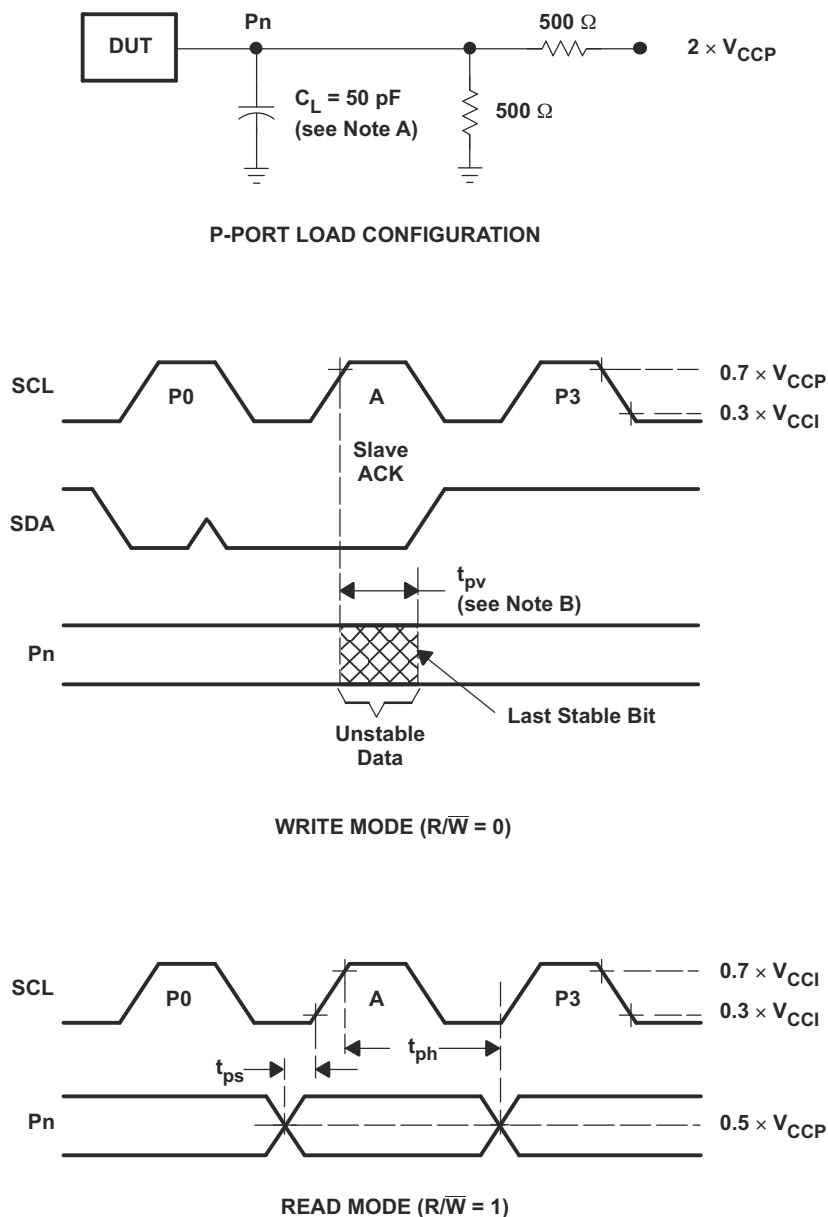 Pn
500 Ω
DUT
2 × VCCP
CL = 50 pF
(see Note A)
500 Ω
P-PORT LOAD CONFIGURATION
SCL
P0
A
P3
0.7 × VCCP
0.3 × VCCI
Slave
ACK
SDA
tpv
(see Note B)
Pn
Last Stable Bit
Unstable
Data
WRITE MODE (R/W̅ = 0)
SCL
P0
A
P3
0.7 × VCCI
0.3 × VCCI
tps
tph
Pn
0.5 × VCCP
READ MODE (R/W̅ = 1)